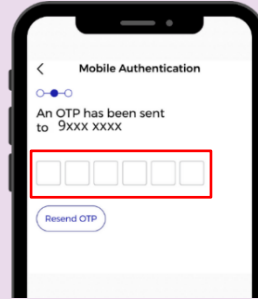 Mobile Authentication
An OTP has been sent
to 9xxx xxxx
Resend OTP